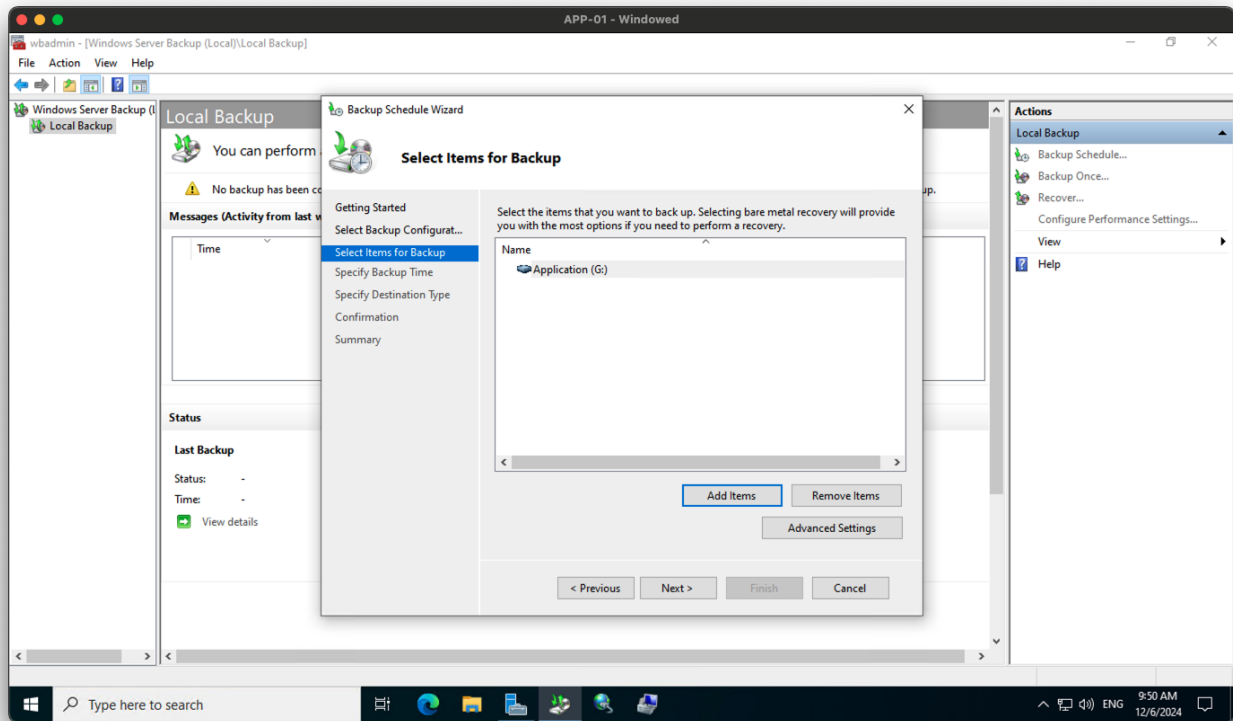 APP-01 - Windowed
wbadmin - [Windows Server Backup (Local)\Local Backup]
File Action View Help
Windows Server Backup (L
Local Backup
Local Backup
You can perform
No backup has been co
up.
Messages (Activity from last w
Time
Status
Last Backup
Status: -
Time: -
View details
Backup Schedule Wizard
Select Items for Backup
Getting Started
Select Backup Configurat...
Select Items for Backup
Specify Backup Time
Specify Destination Type
Confirmation
Summary
Select the items that you want to back up. Selecting bare metal recovery will provide
you with the most options if you need to perform a recovery.
Name
Application (G:)
Add Items Remove Items
Advanced Settings
< Previous Next > Finish Cancel
Actions
Local Backup
Backup Schedule...
Backup Once...
Recover...
Configure Performance Settings...
View
Help
Type here to search
ENG
9:50 AM
12/6/2024